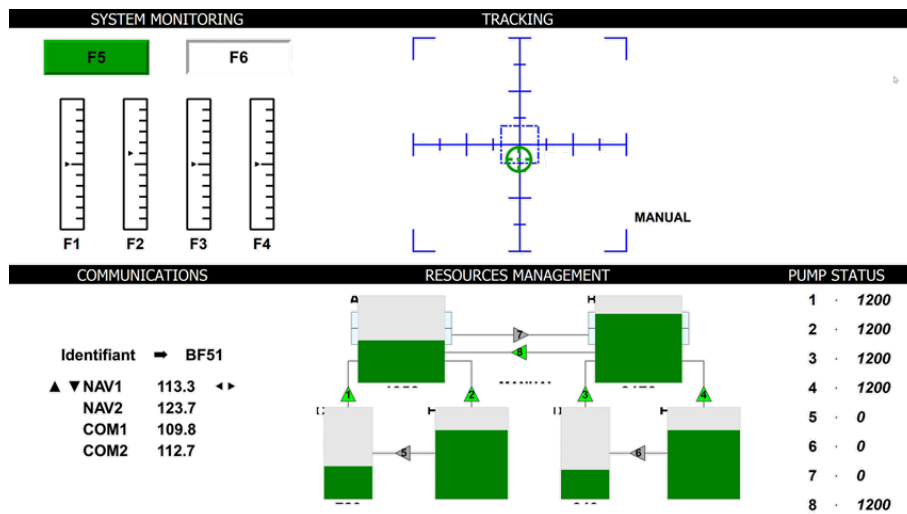 SYSTEM MONITORING
TRACKING
F5 F6
F1 F2 F3 F4
MANUAL
COMMUNICATIONS
RESOURCES MANAGEMENT
PUMP STATUS
Identifiant ➡ BF51
▲ ▼ NAV1 113.3 ◄ ►
NAV2 123.7
COM1 109.8
COM2 112.7
7
8
1 2 3 4
5 6
1 · 1200
2 · 1200
3 · 1200
4 · 1200
5 · 0
6 · 0
7 · 0
8 · 1200